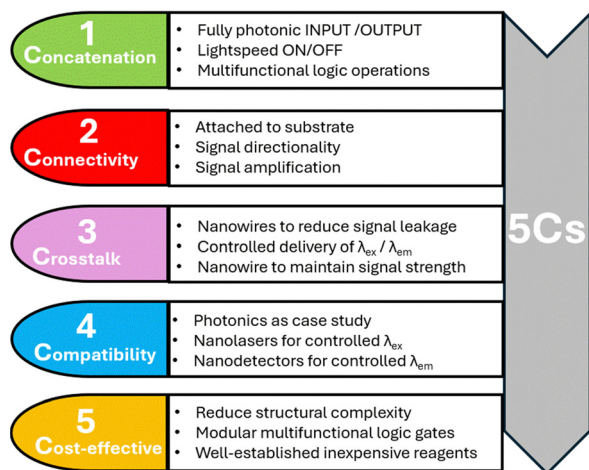 1
Concatenation
• Fully photonic INPUT /OUTPUT
• Lightspeed ON/OFF
• Multifunctional logic operations
2
Connectivity
• Attached to substrate
• Signal directionality
• Signal amplification
3
Crosstalk
• Nanowires to reduce signal leakage
• Controlled delivery of λex / λem
• Nanowire to maintain signal strength
4
Compatibility
• Photonics as case study
• Nanolasers for controlled λex
• Nanodetectors for controlled λem
5
Cost-effective
• Reduce structural complexity
• Modular multifunctional logic gates
• Well-established inexpensive reagents
5Cs